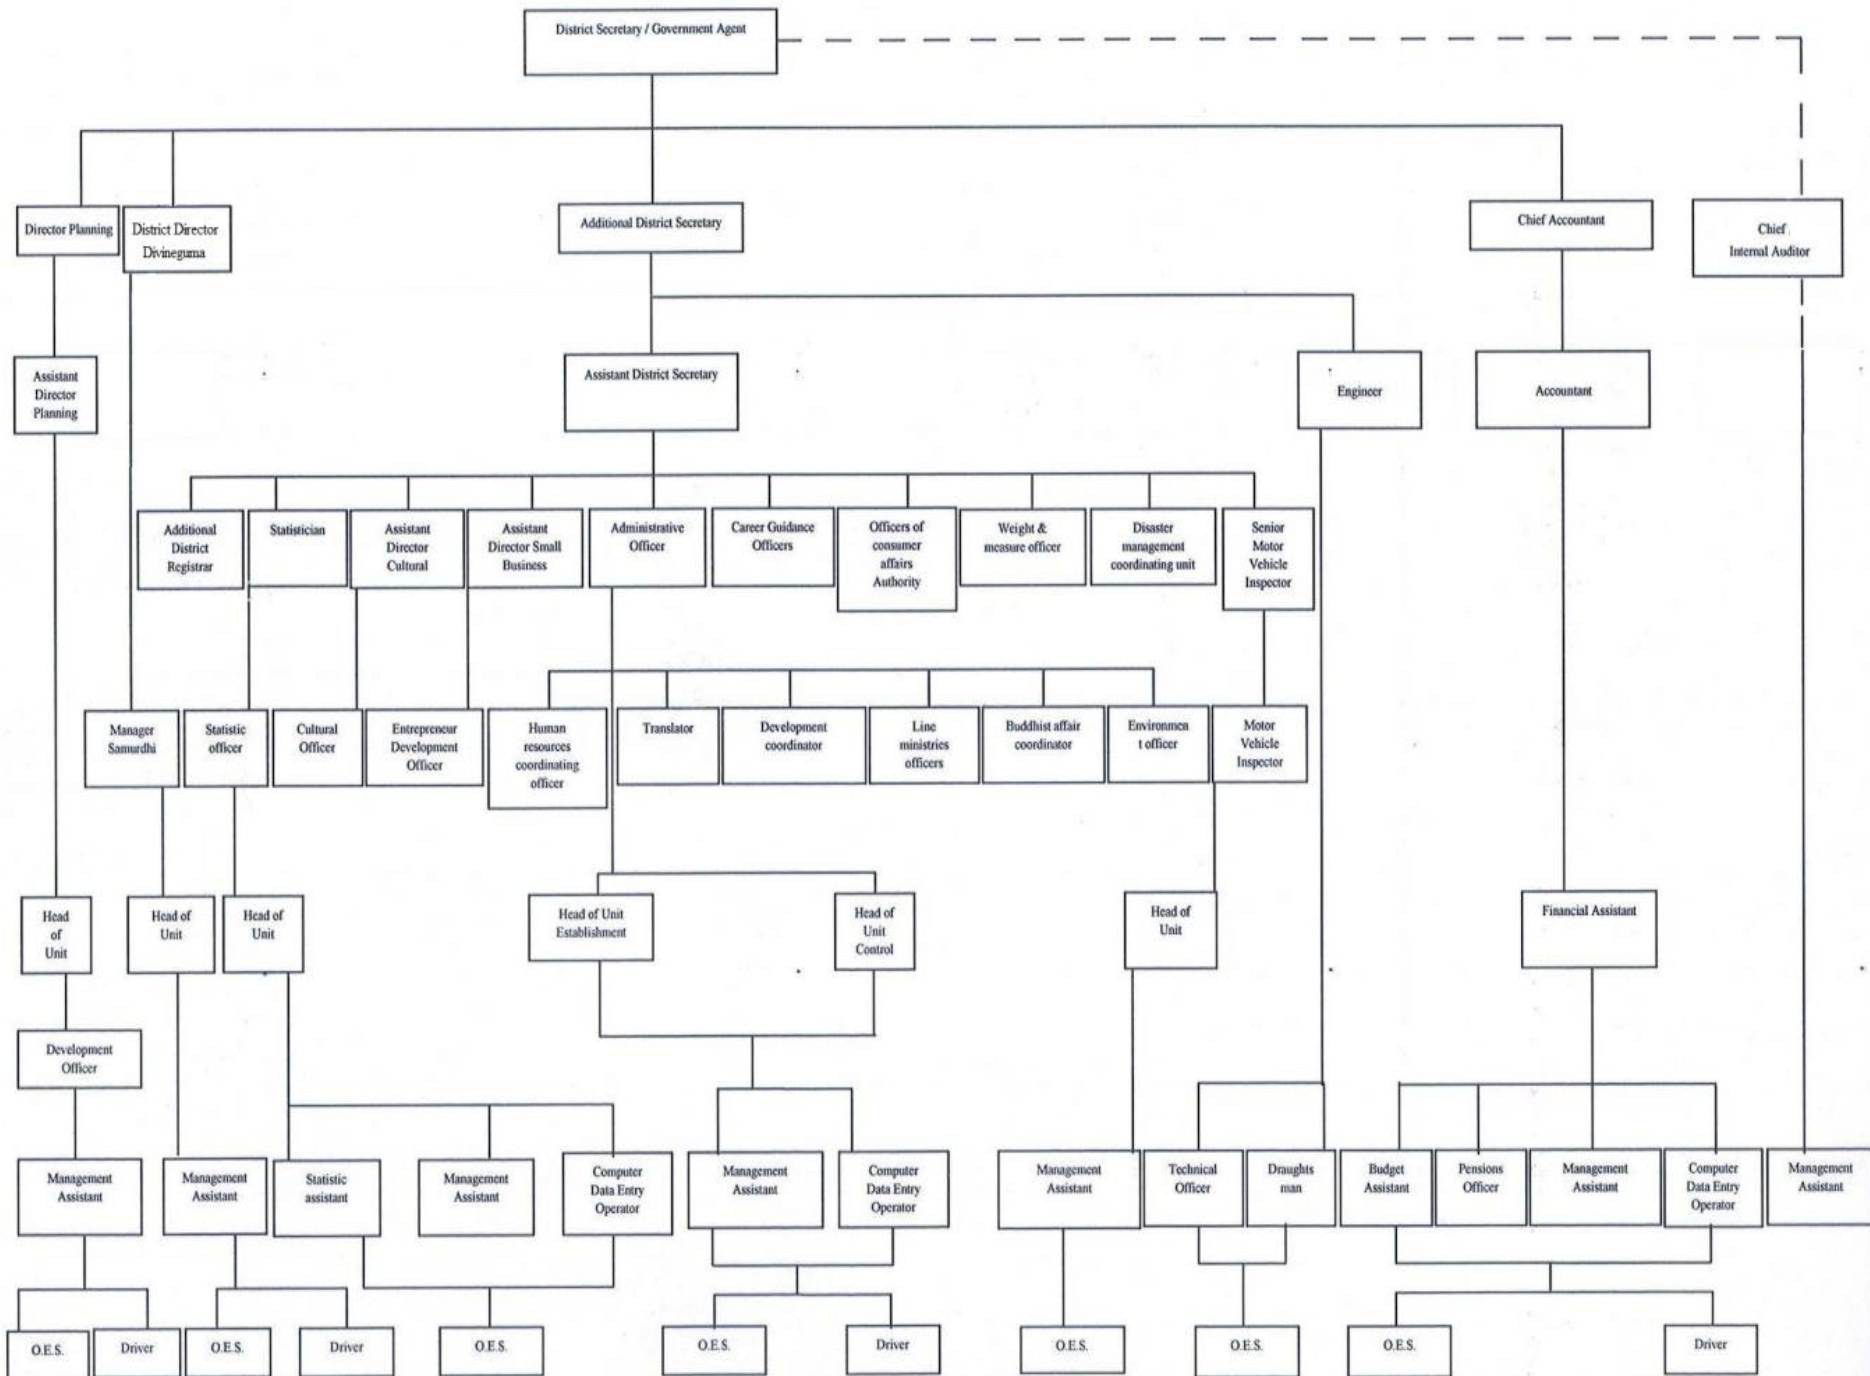 District Secretary / Government Agent
Director Planning
District Director
Divineguma
Additional District Secretary
Chief Accountant
Chief
Internal Auditor
Assistant
Director
Planning
Assistant District Secretary
Engineer
Accountant
Additional
District
Registrar
Statistician
Assistant
Director
Cultural
Assistant
Director Small
Business
Administrative
Officer
Career Guidance
Officers
Officers of
consumer
affairs
Authority
Weight &
measure officer
Disaster
management
coordinating unit
Senior
Motor
Vehicle
Inspector
Manager
Samurdhi
Statistic
officer
Cultural
Officer
Entrepreneur
Development
Officer
Human
resources
coordinating
officer
Translator
Development
coordinator
Line
ministries
officers
Buddhist affair
coordinator
Environmen
t officer
Motor
Vehicle
Inspector
Head
of
Unit
Head of
Unit
Head of
Unit
Head of Unit
Establishment
Head of
Unit
Control
Head of
Unit
Financial Assistant
Development
Officer
Management
Assistant
Management
Assistant
Statistic
assistant
Management
Assistant
Computer
Data Entry
Operator
Management
Assistant
Computer
Data Entry
Operator
Management
Assistant
Technical
Officer
Draughts
man
Budget
Assistant
Pensions
Officer
Management
Assistant
Computer
Data Entry
Operator
Management
Assistant
O.E.S.
Driver
O.E.S.
Driver
O.E.S.
O.E.S.
Driver
O.E.S.
O.E.S.
O.E.S.
Driver